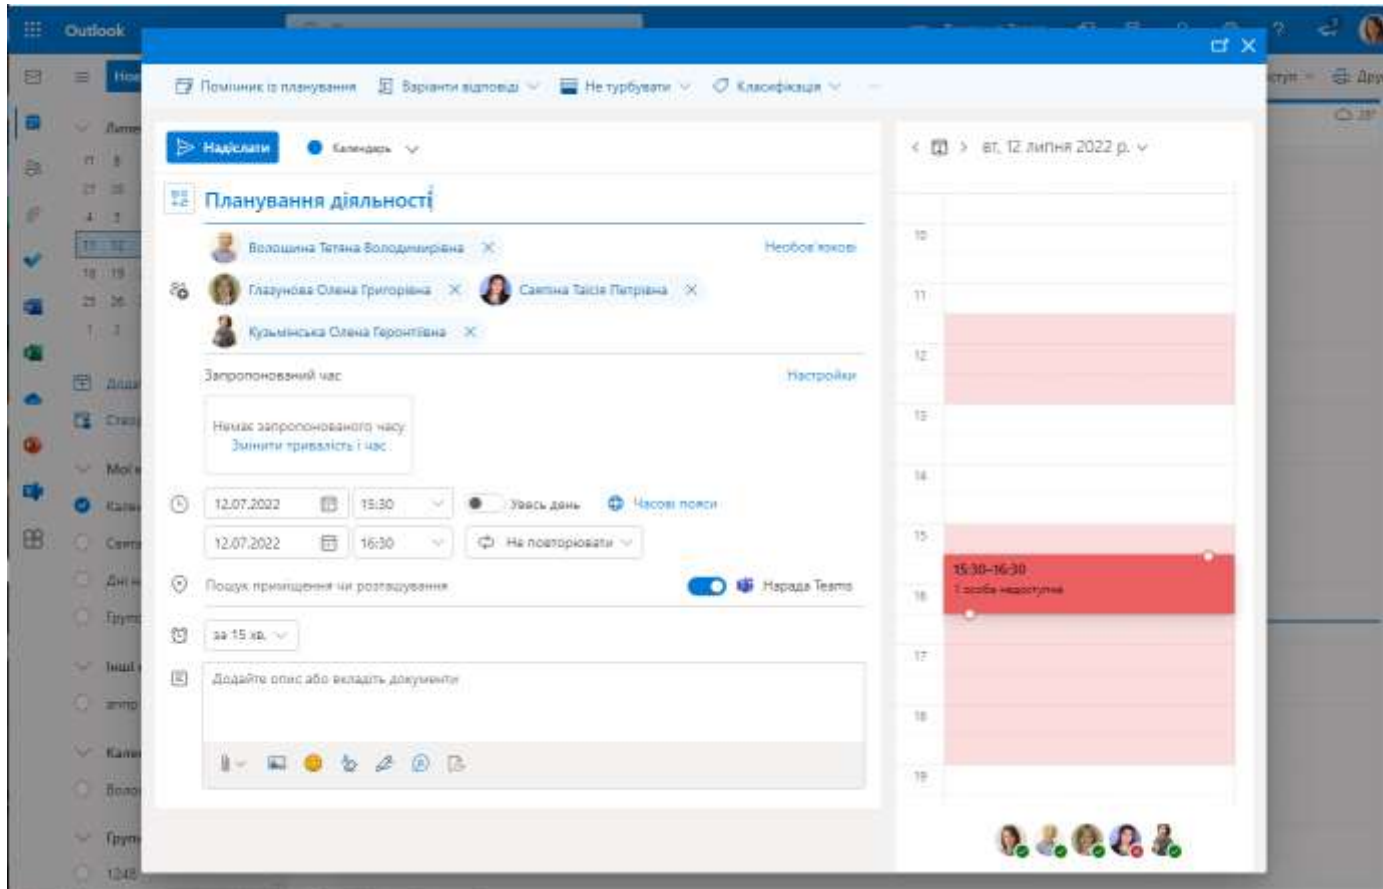 Outlook
Помічник із планування Варіанти відповіді Не турбувати Класифікація
Надіслати Календарь
вт, 12 липня 2022 р.
Планування діяльності
Волошина Тетяна Володимирівна
Необов'язкові
Глазунова Олена Григорівна
Саяпіна Таїсія Петрівна
Кузьмінська Олена Геронтіївна
Запропонований час
Настройки
Немає запропонованого часу
Змінити тривалість і час
12.07.2022 15:30 Увесь день Часові пояси
12.07.2022 16:30 Не повторювати
Пошук приміщення чи розташування Нарада Teams
за 15 хв.
Додайте опис або вкладіть документи
10
11
12
13
14
15
15:30–16:30
1 особа недоступна
16
17
18
19
1248